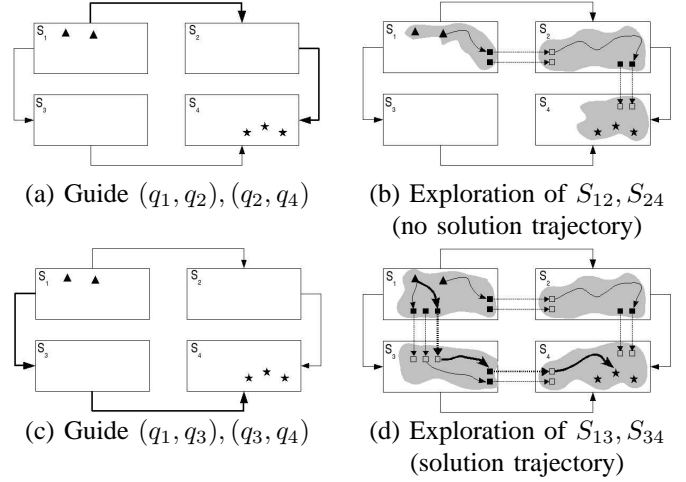 S₁
S₂
S₃
S₄
(a) Guide (q₁, q₂), (q₂, q₄)
S₁
S₂
S₄
(b) Exploration of S₁₂, S₂₄
(no solution trajectory)
S₁
S₂
S₃
S₄
(c) Guide (q₁, q₃), (q₃, q₄)
S₁
S₂
S₃
S₄
(d) Exploration of S₁₃, S₃₄
(solution trajectory)